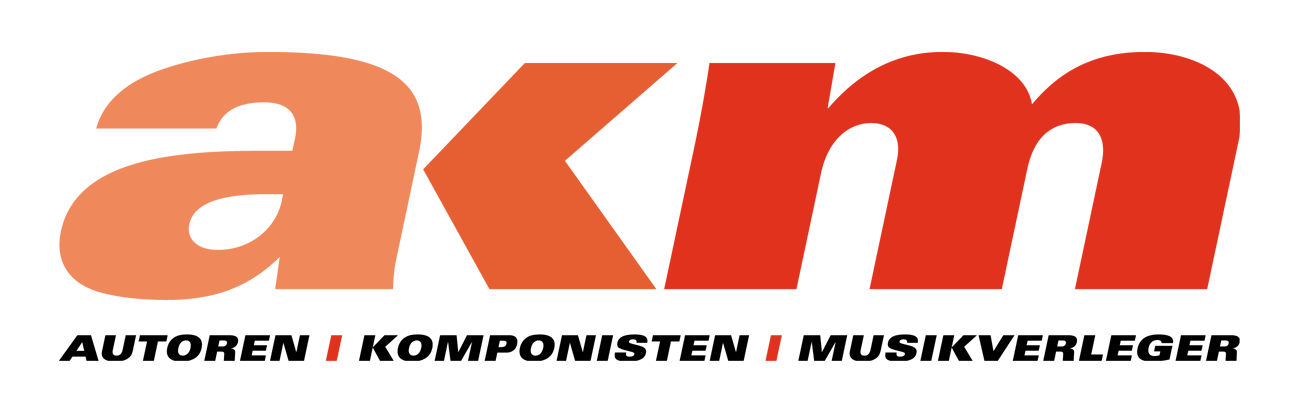 akm
AUTOREN I KOMPONISTEN I MUSIKVERLEGER